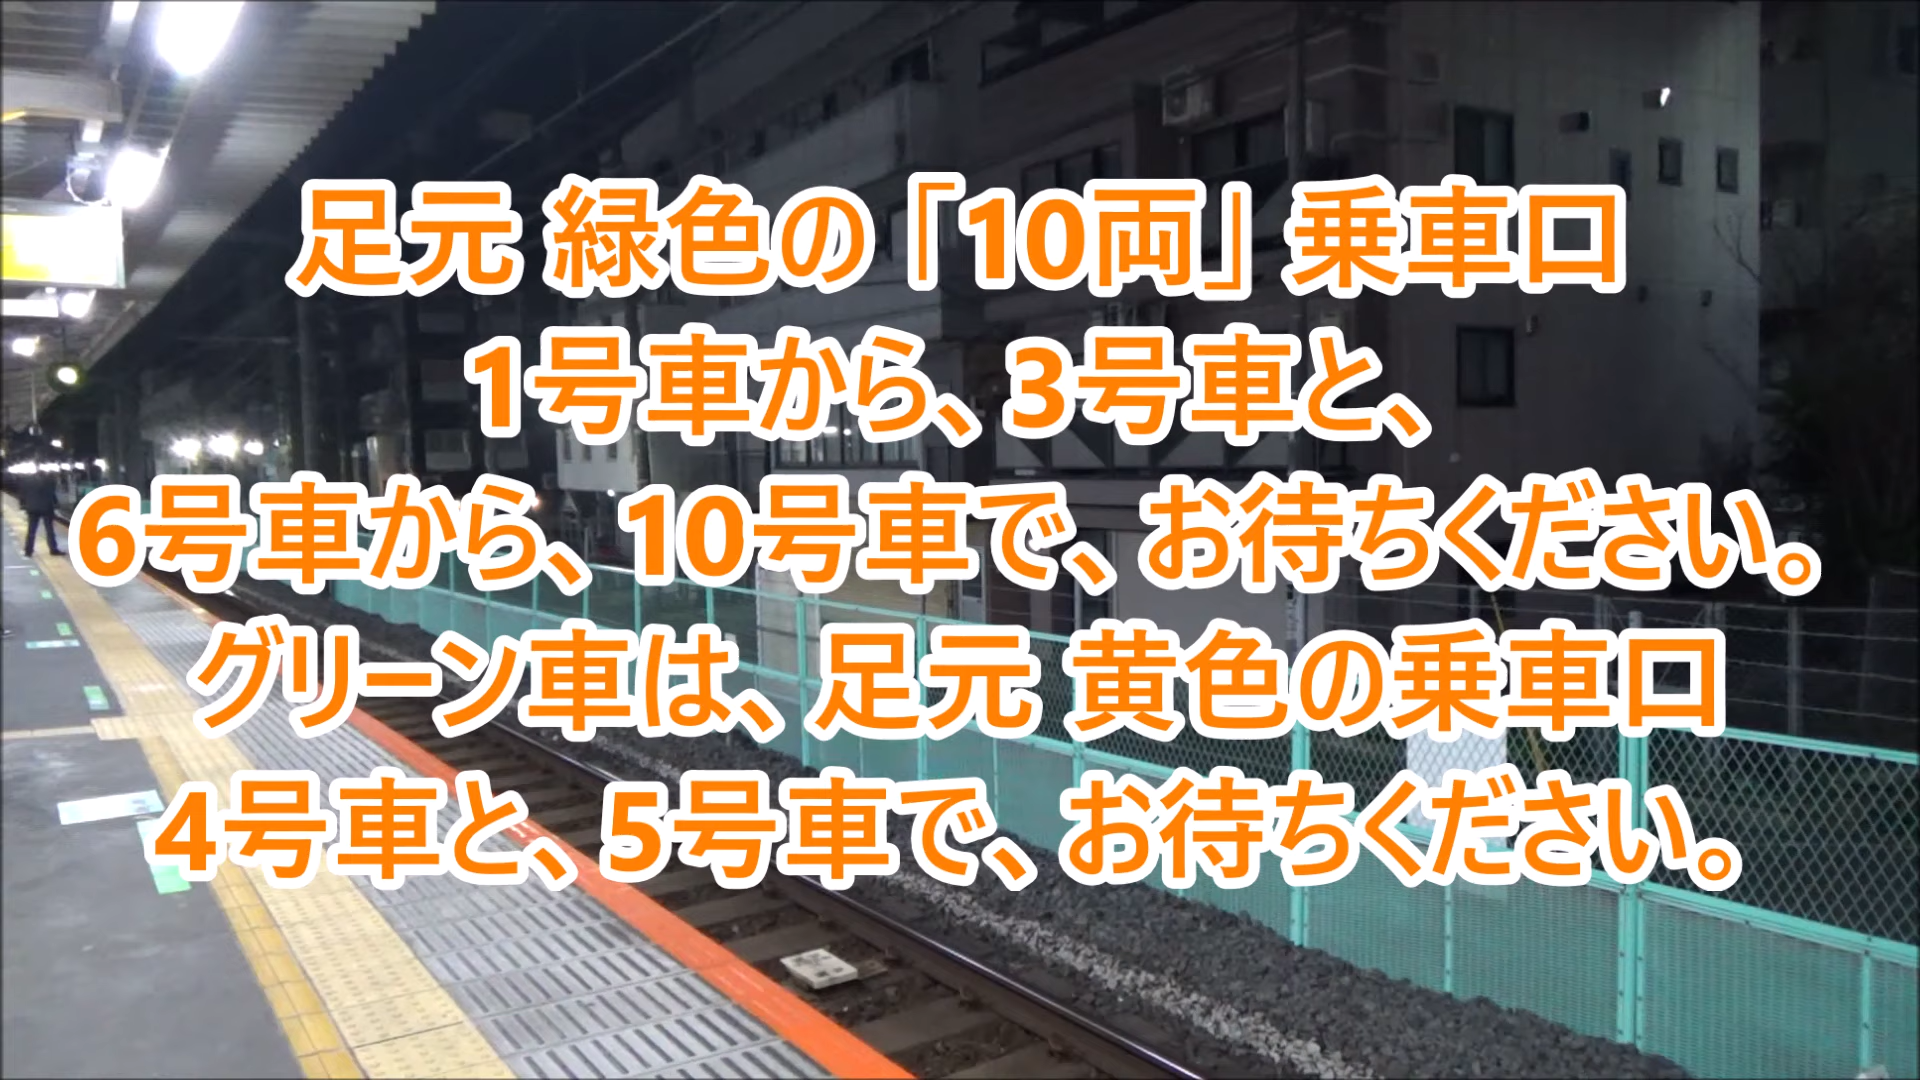 足元 緑色の「10両」乗車口
1号車から、3号車と、
6号車から、10号車で、お待ちください。
グリーン車は、足元 黄色の乗車口
4号車と、5号車で、お待ちください。